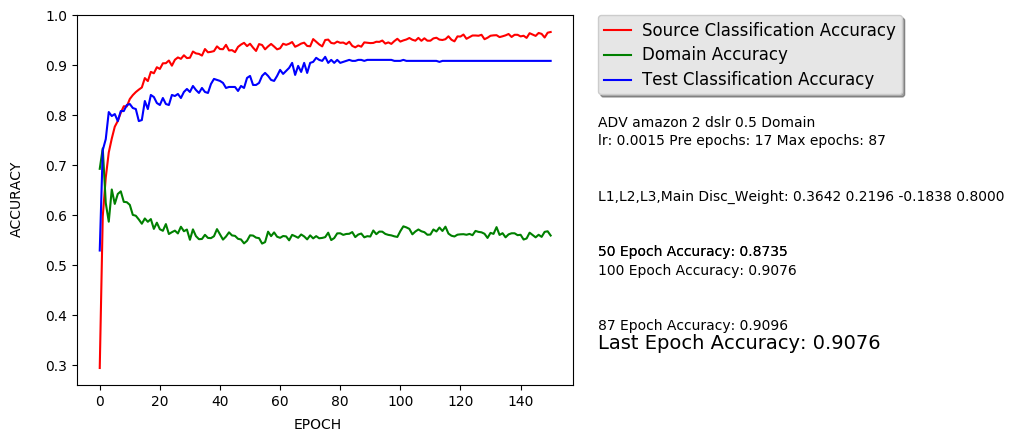 1.0
0.9
0.8
0.7
0.6
0.5
0.4
0.3
ACCURACY
0 20 40 60 80 100 120 140
EPOCH
Source Classification Accuracy
Domain Accuracy
Test Classification Accuracy
ADV amazon 2 dslr 0.5 Domain
lr: 0.0015 Pre epochs: 17 Max epochs: 87
L1,L2,L3,Main Disc_Weight: 0.3642 0.2196 -0.1838 0.8000
50 Epoch Accuracy: 0.8735
100 Epoch Accuracy: 0.9076
87 Epoch Accuracy: 0.9096
Last Epoch Accuracy: 0.9076